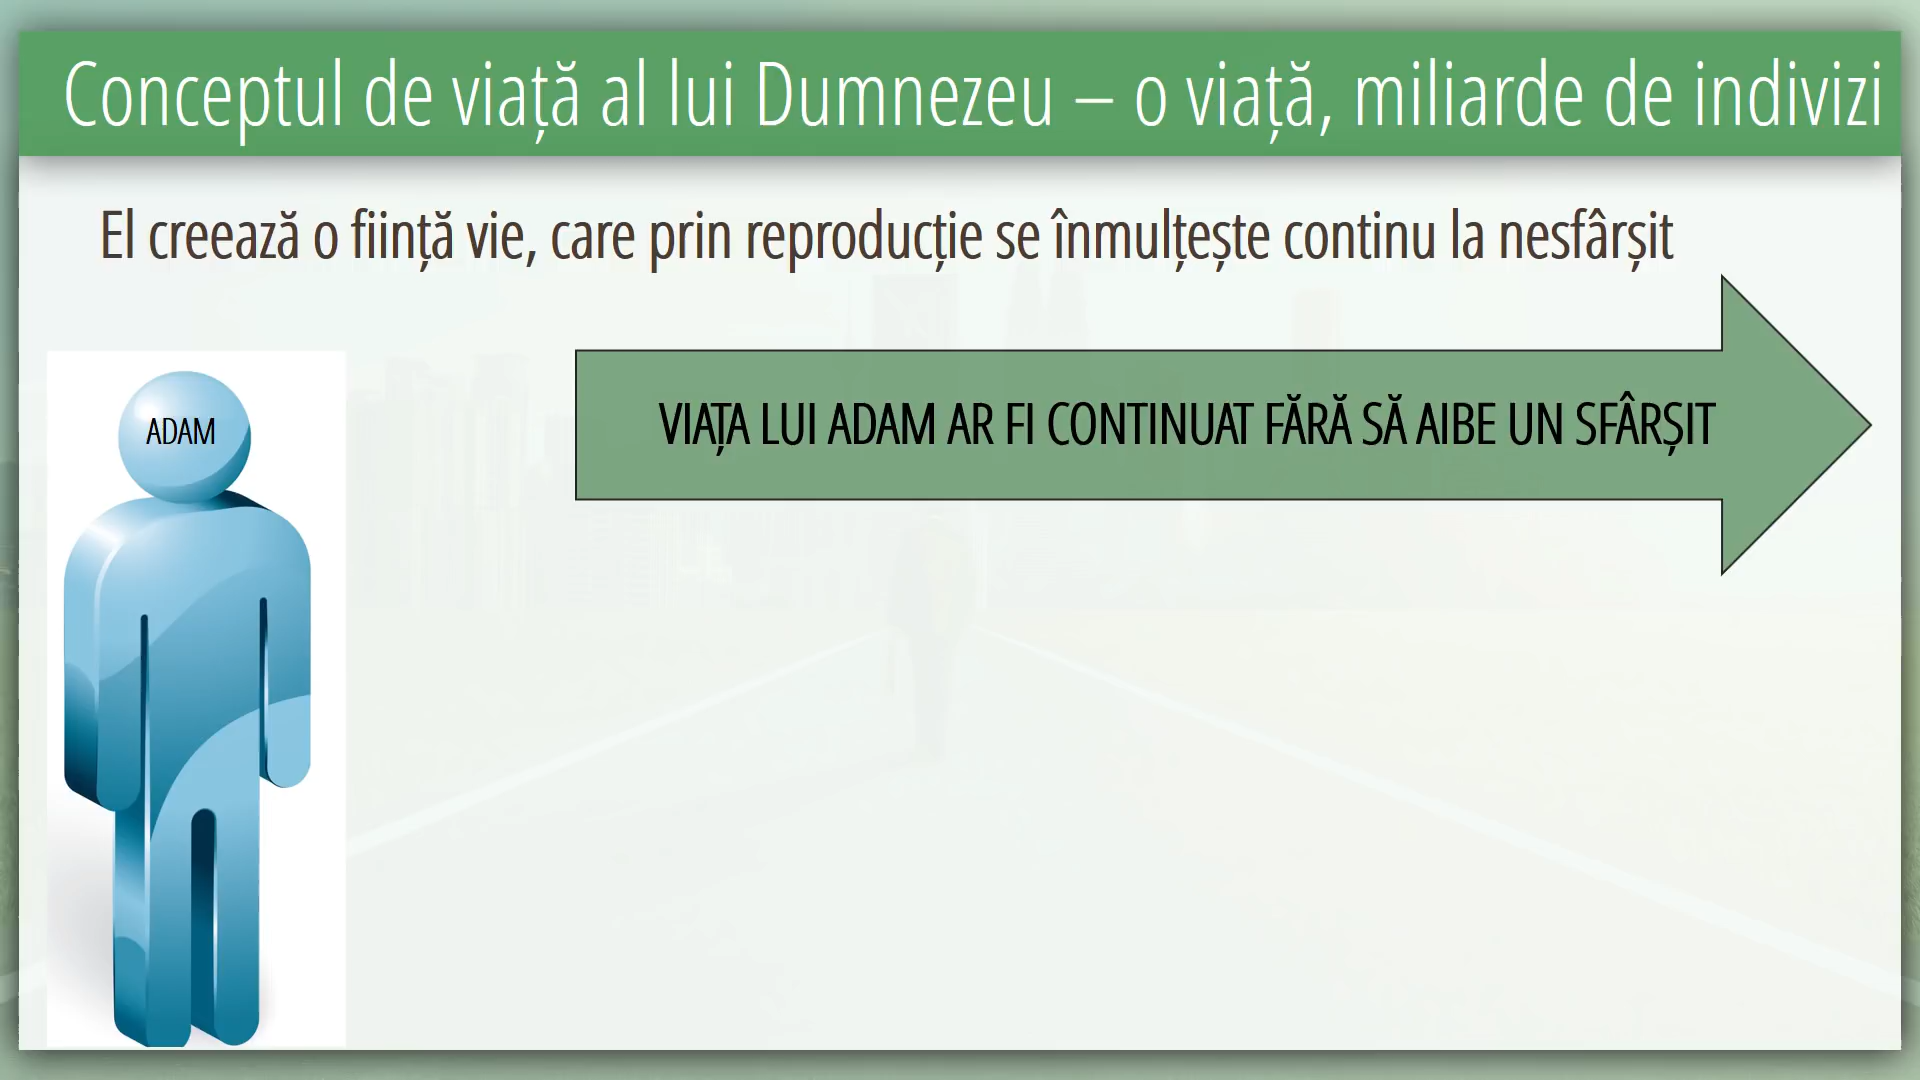 Conceptul de viață al lui Dumnezeu – o viață, miliarde de indivizi
El creează o ființă vie, care prin reproducție se înmulțește continu la nesfârșit
ADAM
VIAȚA LUI ADAM AR FI CONTINUAT FĂRĂ SĂ AIBE UN SFÂRȘIT